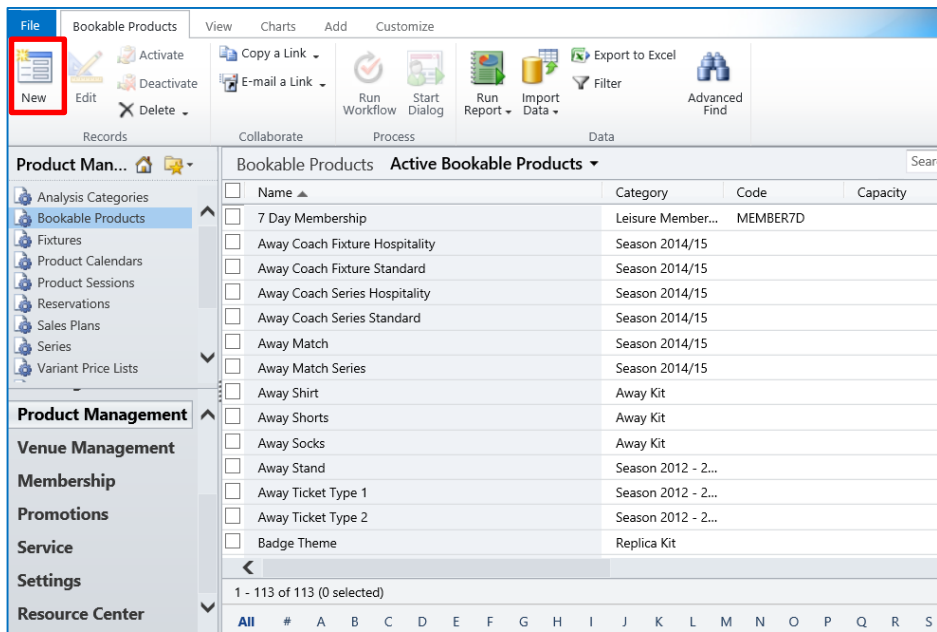 File Bookable Products View Charts Add Customize
New
Edit
Activate
Deactivate
Delete
Records
Copy a Link
E-mail a Link
Collaborate
Run Workflow
Start Dialog
Process
Run Report
Import Data
Export to Excel
Filter
Advanced Find
Data
Product Man...
Analysis Categories
Bookable Products
Fixtures
Product Calendars
Product Sessions
Reservations
Sales Plans
Series
Variant Price Lists
Product Management
Venue Management
Membership
Promotions
Service
Settings
Resource Center
Bookable Products Active Bookable Products
Name Category Code Capacity
7 Day Membership Leisure Member... MEMBER7D
Away Coach Fixture Hospitality Season 2014/15
Away Coach Fixture Standard Season 2014/15
Away Coach Series Hospitality Season 2014/15
Away Coach Series Standard Season 2014/15
Away Match Season 2014/15
Away Match Series Season 2014/15
Away Shirt Away Kit
Away Shorts Away Kit
Away Socks Away Kit
Away Stand Season 2012 - 2...
Away Ticket Type 1 Season 2012 - 2...
Away Ticket Type 2 Season 2012 - 2...
Badge Theme Replica Kit
1 - 113 of 113 (0 selected)
All # A B C D E F G H I J K L M N O P Q R S